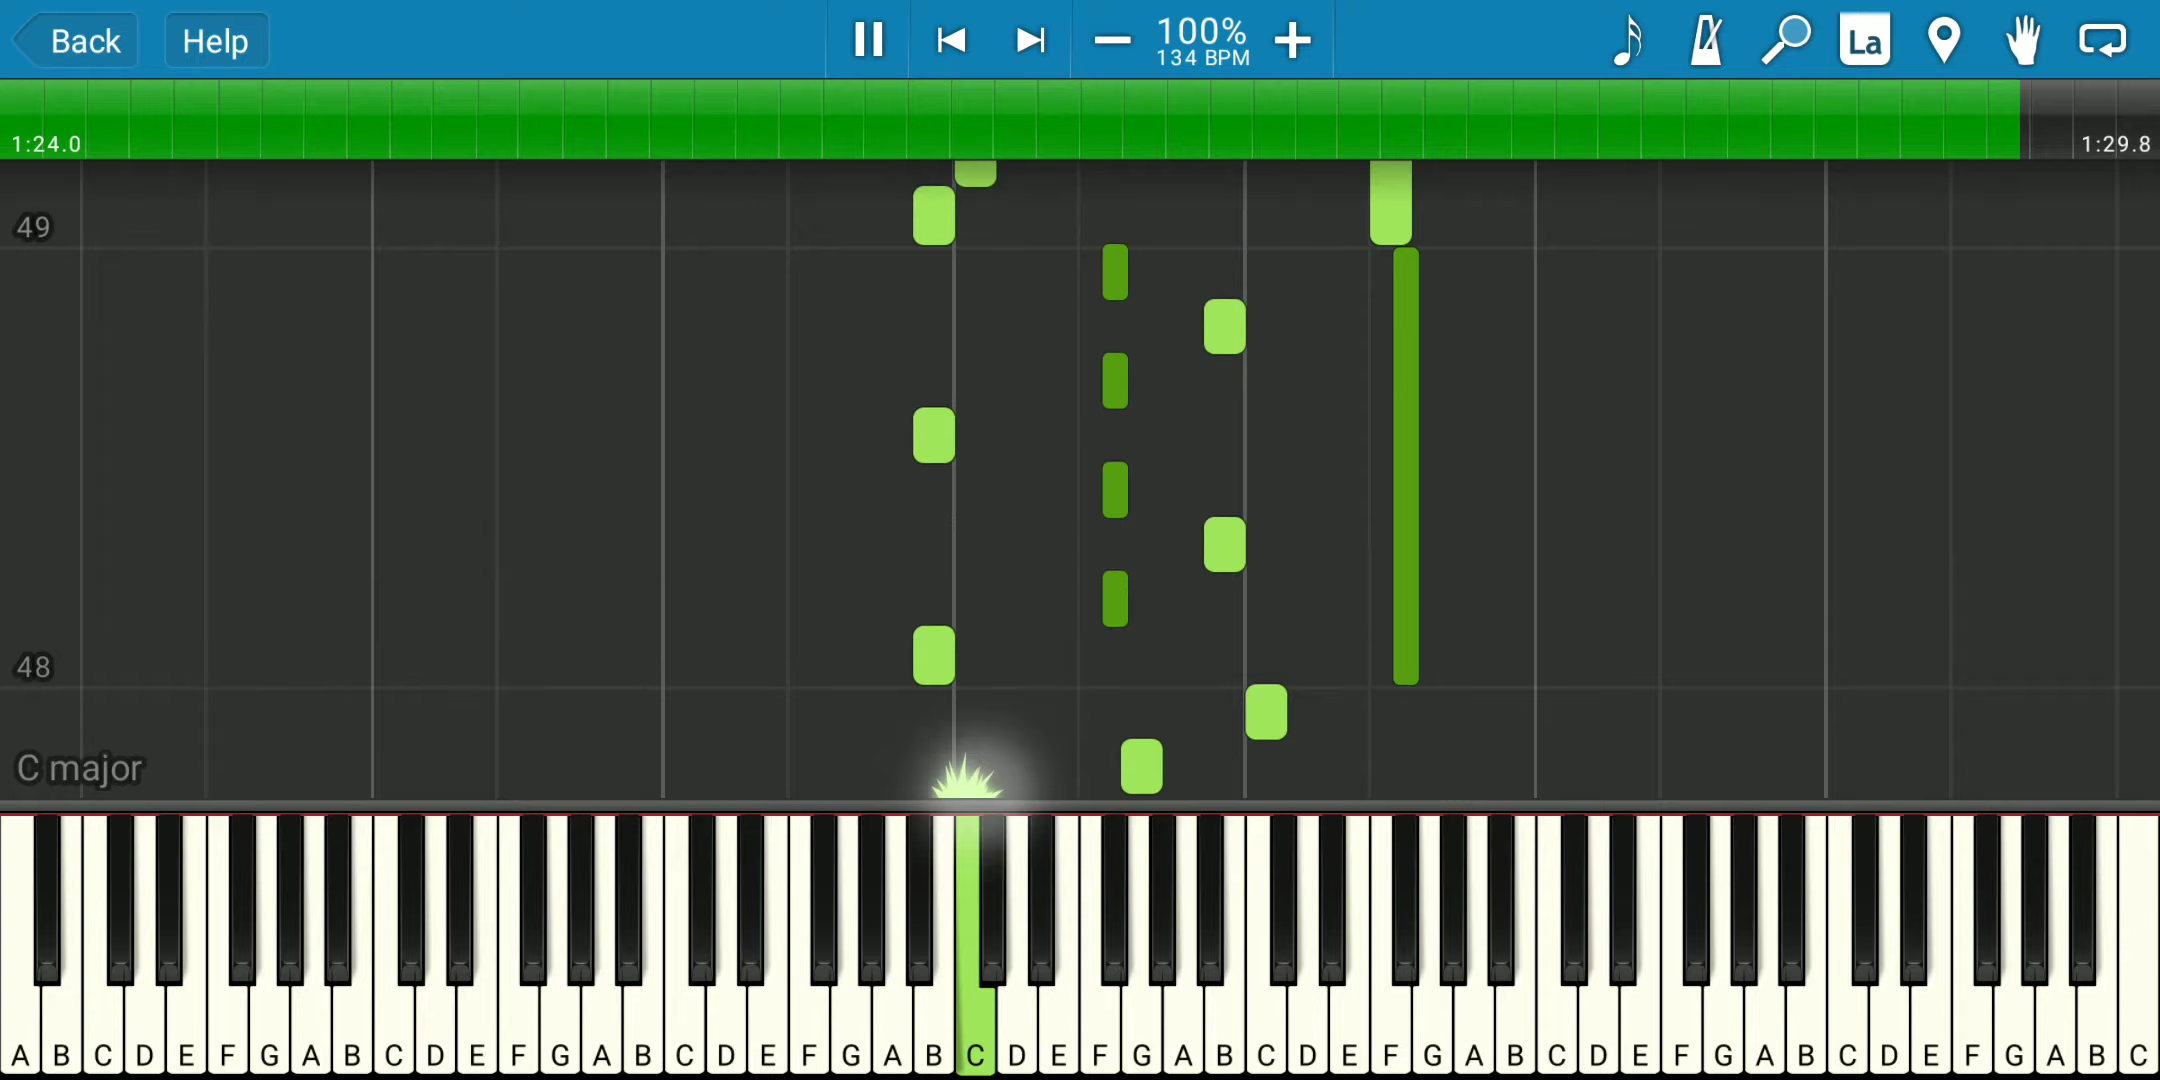 Back
Help
100%
134 BPM
La
1:24.0
1:29.8
49
48
C major
A B C D E F G A B C D E F G A B C D E F G A B C D E F G A B C D E F G A B C D E F G A B C D E F G A B C